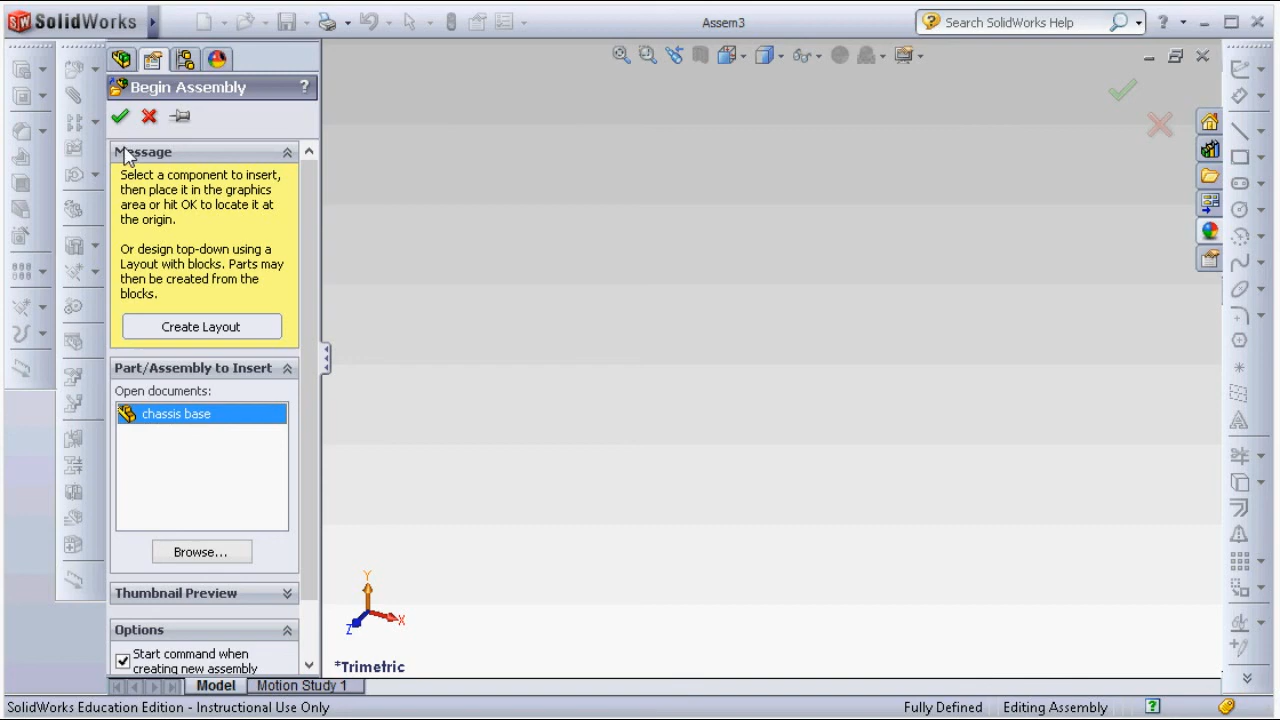 SolidWorks
Assem3
Search SolidWorks Help
?
Begin Assembly
?
Message
Select a component to insert,
then place it in the graphics
area or hit OK to locate it at
the origin.
Or design top-down using a
Layout with blocks. Parts may
then be created from the
blocks.
Create Layout
Part/Assembly to Insert
Open documents:
chassis base
Browse...
Thumbnail Preview
Options
Start command when
creating new assembly
Y
X
Z
*Trimetric
Model
Motion Study 1
SolidWorks Education Edition - Instructional Use Only
Fully Defined
Editing Assembly
?